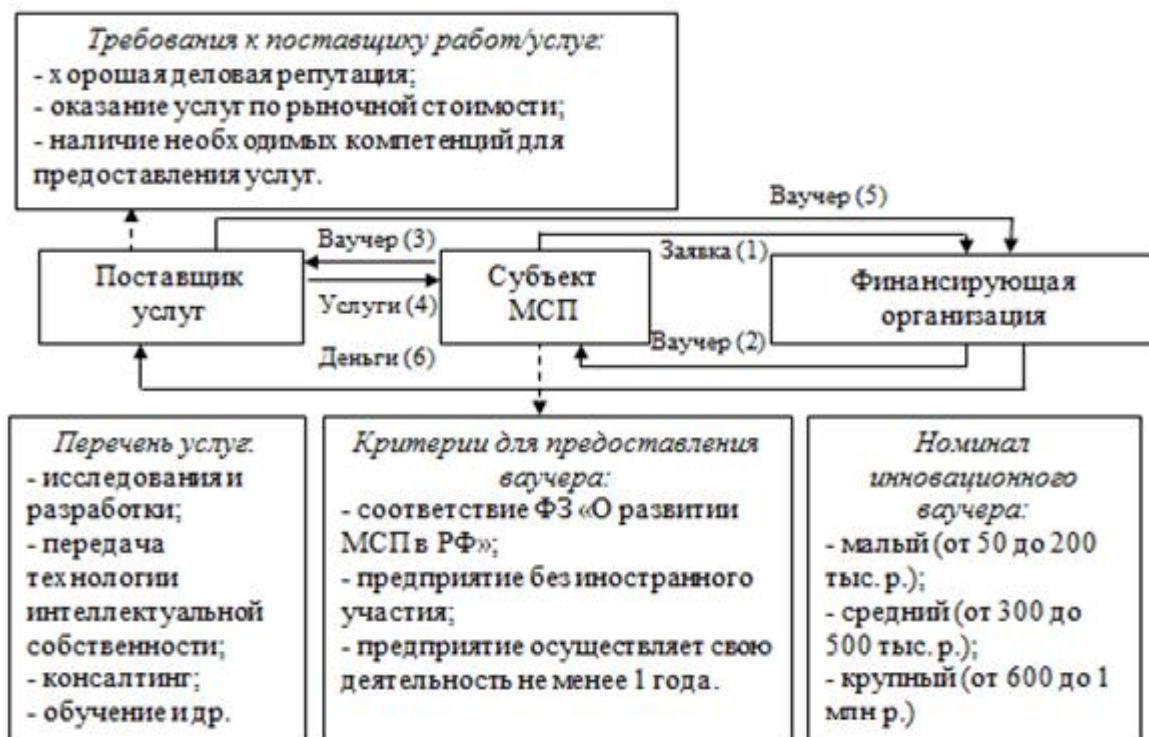 Требования к поставщику работ/услуг:
- хорошая деловая репутация;
- оказание услуг по рыночной стоимости;
- наличие необходимых компетенций для
предоставления услуг.
Ваучер (5)
Ваучер (3)
Заявка (1)
Поставщик
услуг
Субъект
МСП
Финансирующая
организация
Услуги (4)
Ваучер (2)
Деньги (6)
Перечень услуг:
- исследования и
разработки;
- передача
технологии
интеллектуальной
собственности;
- консалтинг;
- обучение и др.
Критерии для предоставления
ваучера:
- соответствие ФЗ «О развитии
МСП в РФ»;
- предприятие без иностранного
участия;
- предприятие осуществляет свою
деятельность не менее 1 года.
Номинал
инновационного
ваучера:
- малый (от 50 до 200
тыс. р.);
- средний (от 300 до
500 тыс. р.);
- крупный (от 600 до 1
млн р.)